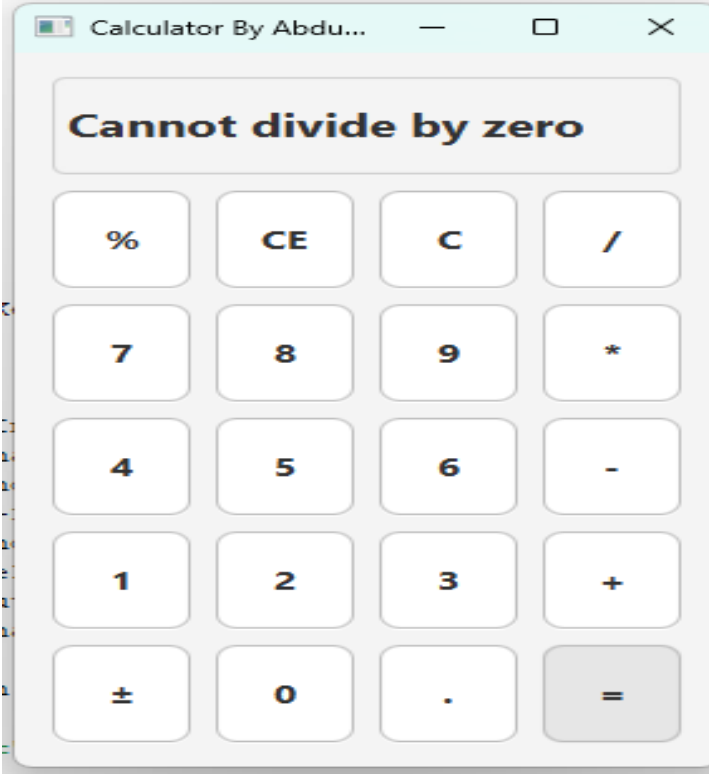 Calculator By Abdu...
Cannot divide by zero
% CE C /
7 8 9 *
4 5 6 -
1 2 3 +
± 0 . =